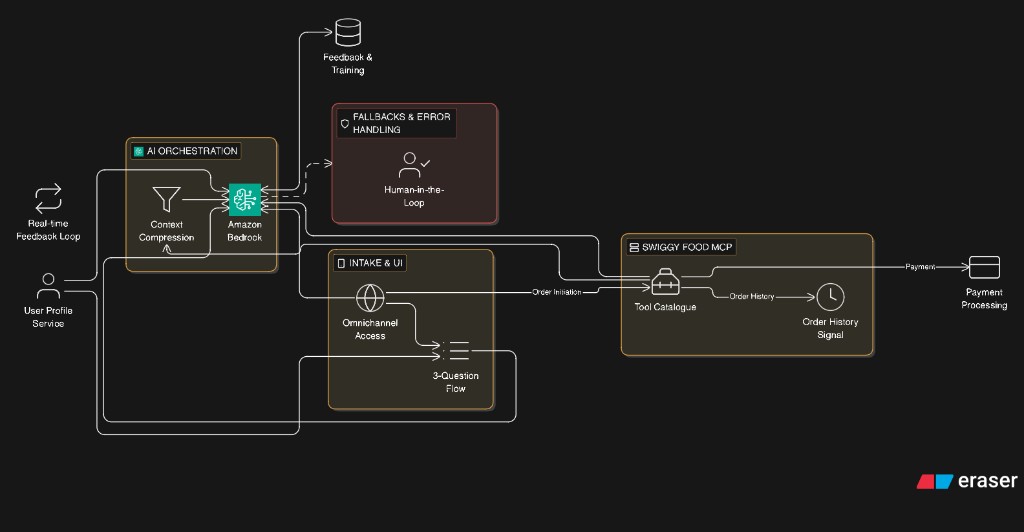 Feedback &
Training
FALLBACKS & ERROR
HANDLING
Human-in-the-
Loop
AI ORCHESTRATION
Context
Compression
Amazon
Bedrock
Real-time
Feedback Loop
User Profile
Service
INTAKE & UI
Omnichannel
Access
3-Question
Flow
Order Initiation
SWIGGY FOOD MCP
Tool Catalogue
Order History
Order History
Signal
Payment
Payment
Processing
eraser